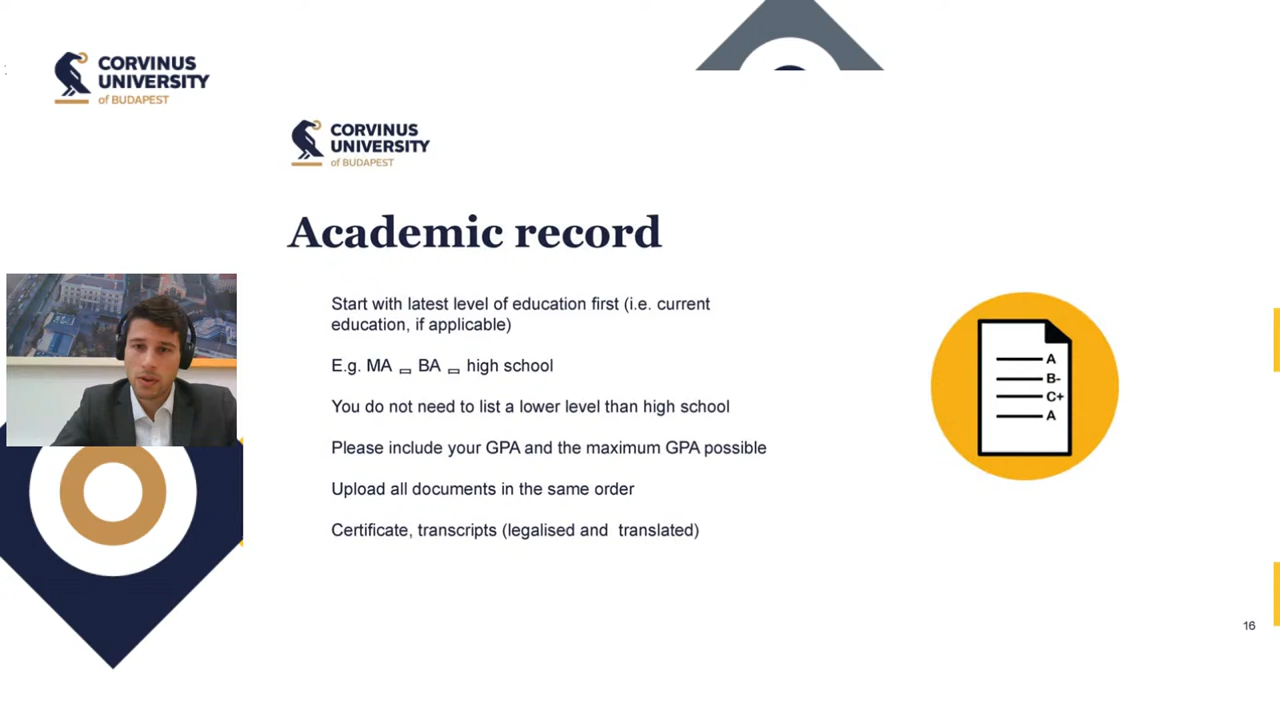 CORVINUS
UNIVERSITY
of BUDAPEST
CORVINUS
UNIVERSITY
of BUDAPEST
Academic record
Start with latest level of education first (i.e. current
education, if applicable)
E.g. MA BA high school
You do not need to list a lower level than high school
Please include your GPA and the maximum GPA possible
Upload all documents in the same order
Certificate, transcripts (legalised and translated)
A
B-
C+
A
16